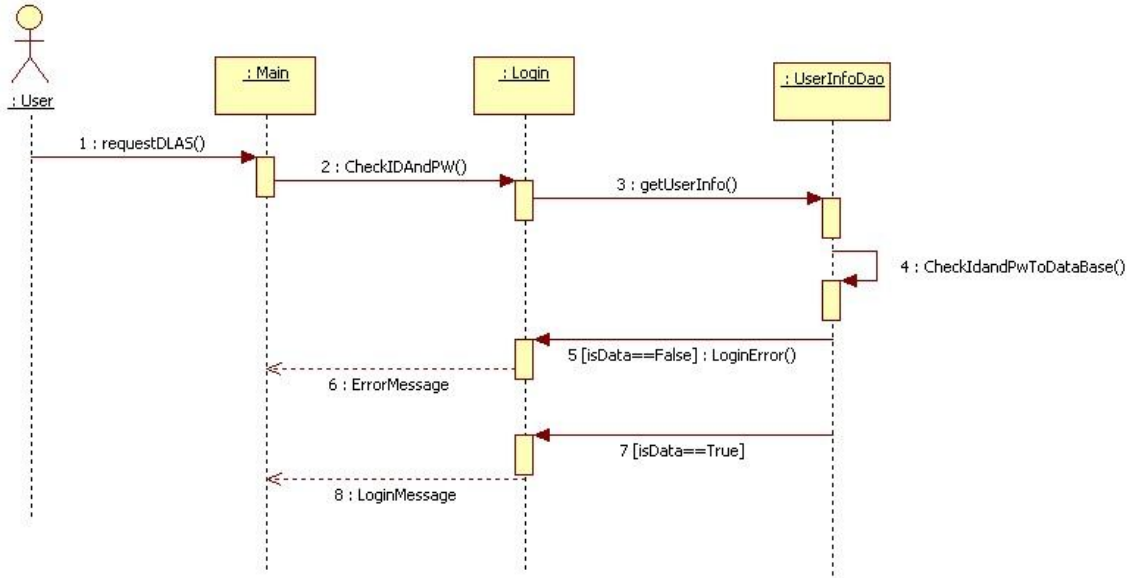 : User
: Main
: Login
: UserInfoDao
1 : requestDLAS()
2 : CheckIDAndPW()
3 : getUserInfo()
4 : CheckIdandPwToDataBase()
5 [isData==False] : LoginError()
6 : ErrorMessage
7 [isData==True]
8 : LoginMessage